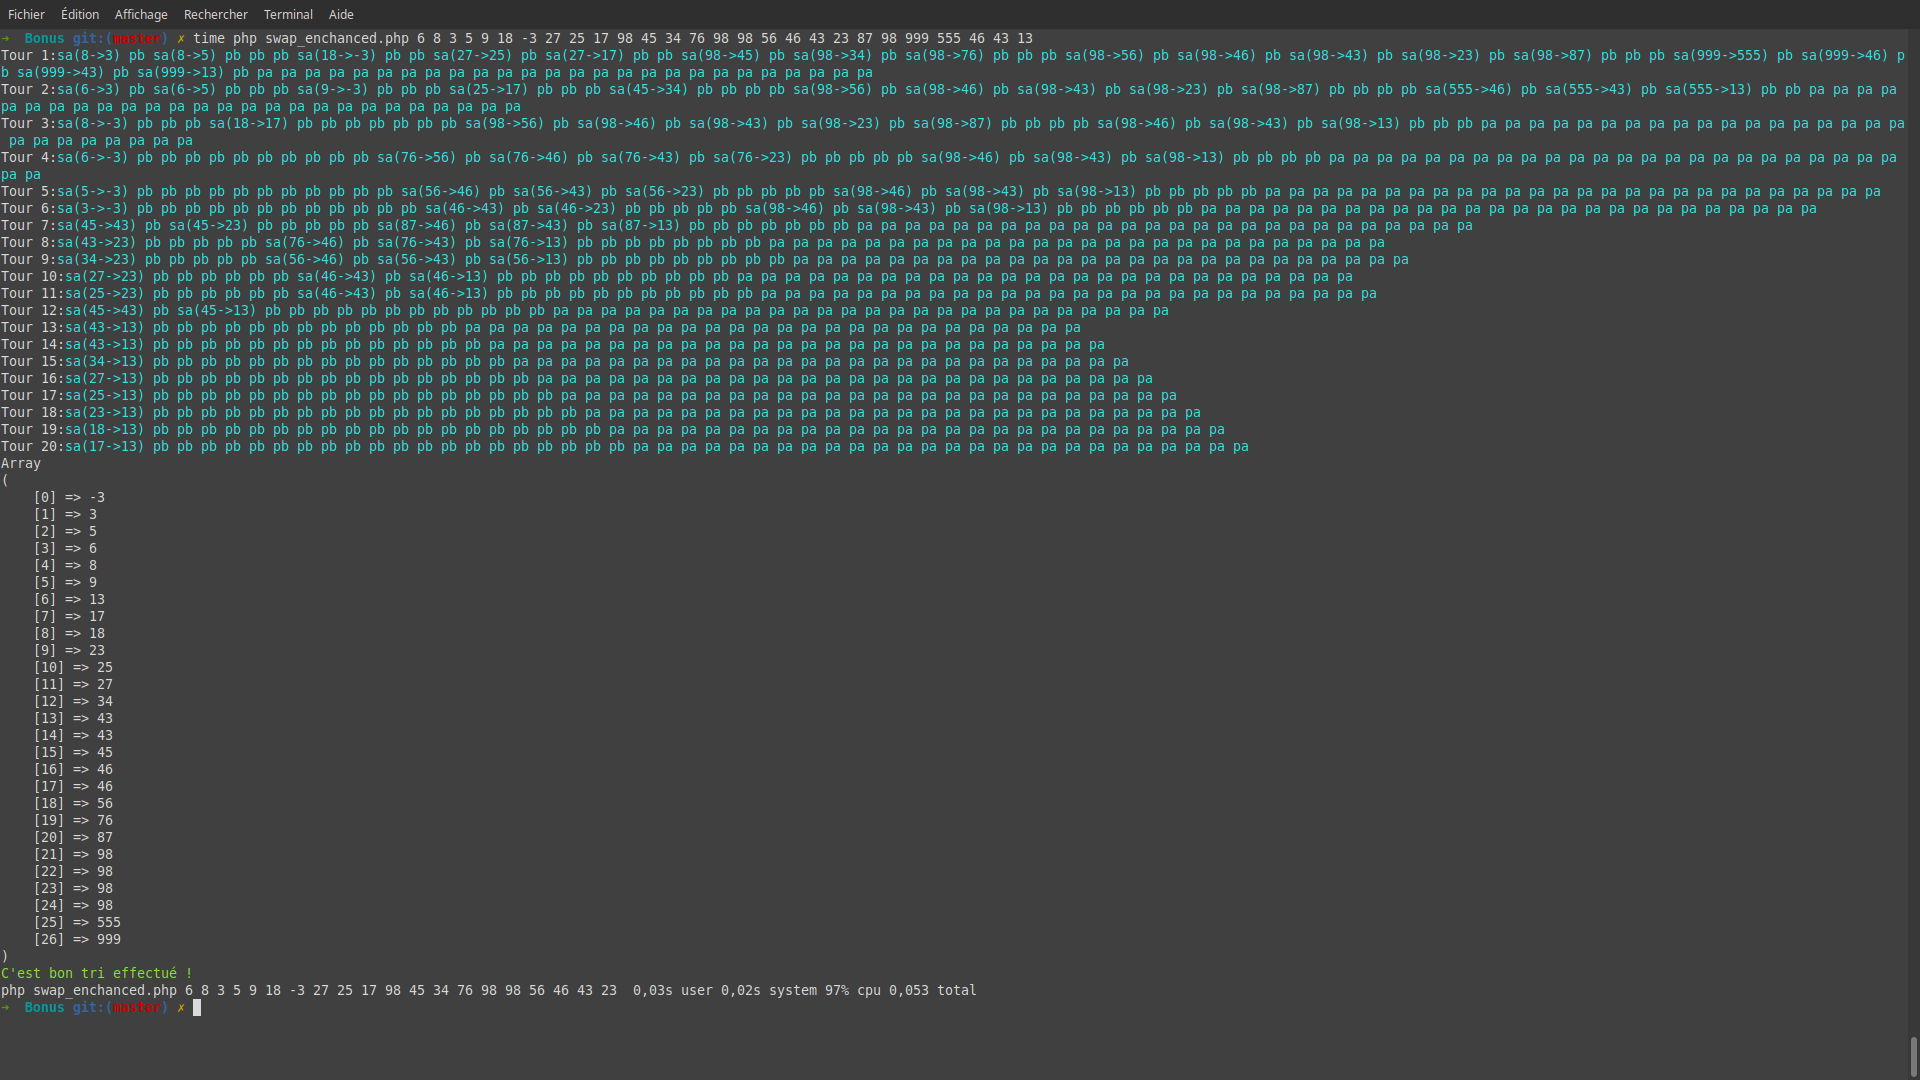 Fichier Édition Affichage Rechercher Terminal Aide
➜ Bonus git:(master) ✗ time php swap_enchanced.php 6 8 3 5 9 18 -3 27 25 17 98 45 34 76 98 98 56 46 43 23 87 98 999 555 46 43 13
Tour 1:sa(8->3) pb sa(8->5) pb pb pb sa(18->-3) pb pb sa(27->25) pb sa(27->17) pb pb sa(98->45) pb sa(98->34) pb sa(98->76) pb pb pb sa(98->56) pb sa(98->46) pb sa(98->43) pb sa(98->23) pb sa(98->87) pb pb pb sa(999->555) pb sa(999->46) p
b sa(999->43) pb sa(999->13) pb pa pa pa pa pa pa pa pa pa pa pa pa pa pa pa pa pa pa pa pa pa pa pa pa pa pa
Tour 2:sa(6->3) pb sa(6->5) pb pb pb sa(9->-3) pb pb pb sa(25->17) pb pb pb sa(45->34) pb pb pb pb sa(98->56) pb sa(98->46) pb sa(98->43) pb sa(98->23) pb sa(98->87) pb pb pb pb sa(555->46) pb sa(555->43) pb sa(555->13) pb pb pa pa pa pa
pa pa pa pa pa pa pa pa pa pa pa pa pa pa pa pa pa pa pa pa pa pa
Tour 3:sa(8->-3) pb pb pb sa(18->17) pb pb pb pb pb pb pb sa(98->56) pb sa(98->46) pb sa(98->43) pb sa(98->23) pb sa(98->87) pb pb pb pb sa(98->46) pb sa(98->43) pb sa(98->13) pb pb pb pa pa pa pa pa pa pa pa pa pa pa pa pa pa pa pa pa pa
pa pa pa pa pa pa pa pa
Tour 4:sa(6->-3) pb pb pb pb pb pb pb pb pb pb sa(76->56) pb sa(76->46) pb sa(76->43) pb sa(76->23) pb pb pb pb pb sa(98->46) pb sa(98->43) pb sa(98->13) pb pb pb pb pa pa pa pa pa pa pa pa pa pa pa pa pa pa pa pa pa pa pa pa pa pa pa pa
pa pa
Tour 5:sa(5->-3) pb pb pb pb pb pb pb pb pb pb pb sa(56->46) pb sa(56->43) pb sa(56->23) pb pb pb pb pb sa(98->46) pb sa(98->43) pb sa(98->13) pb pb pb pb pb pa pa pa pa pa pa pa pa pa pa pa pa pa pa pa pa pa pa pa pa pa pa pa pa pa pa
Tour 6:sa(3->-3) pb pb pb pb pb pb pb pb pb pb pb pb sa(46->43) pb sa(46->23) pb pb pb pb pb sa(98->46) pb sa(98->43) pb sa(98->13) pb pb pb pb pb pb pa pa pa pa pa pa pa pa pa pa pa pa pa pa pa pa pa pa pa pa pa pa pa pa pa pa
Tour 7:sa(45->43) pb sa(45->23) pb pb pb pb pb sa(87->46) pb sa(87->43) pb sa(87->13) pb pb pb pb pb pb pb pa pa pa pa pa pa pa pa pa pa pa pa pa pa pa pa pa pa pa pa pa pa pa pa pa pa
Tour 8:sa(43->23) pb pb pb pb pb sa(76->46) pb sa(76->43) pb sa(76->13) pb pb pb pb pb pb pb pb pa pa pa pa pa pa pa pa pa pa pa pa pa pa pa pa pa pa pa pa pa pa pa pa pa pa
Tour 9:sa(34->23) pb pb pb pb pb sa(56->46) pb sa(56->43) pb sa(56->13) pb pb pb pb pb pb pb pb pb pa pa pa pa pa pa pa pa pa pa pa pa pa pa pa pa pa pa pa pa pa pa pa pa pa pa
Tour 10:sa(27->23) pb pb pb pb pb pb sa(46->43) pb sa(46->13) pb pb pb pb pb pb pb pb pb pb pa pa pa pa pa pa pa pa pa pa pa pa pa pa pa pa pa pa pa pa pa pa pa pa pa pa
Tour 11:sa(25->23) pb pb pb pb pb pb sa(46->43) pb sa(46->13) pb pb pb pb pb pb pb pb pb pb pb pa pa pa pa pa pa pa pa pa pa pa pa pa pa pa pa pa pa pa pa pa pa pa pa pa pa
Tour 12:sa(45->43) pb sa(45->13) pb pb pb pb pb pb pb pb pb pb pb pb pa pa pa pa pa pa pa pa pa pa pa pa pa pa pa pa pa pa pa pa pa pa pa pa pa pa
Tour 13:sa(43->13) pb pb pb pb pb pb pb pb pb pb pb pb pb pa pa pa pa pa pa pa pa pa pa pa pa pa pa pa pa pa pa pa pa pa pa pa pa pa pa
Tour 14:sa(43->13) pb pb pb pb pb pb pb pb pb pb pb pb pb pb pa pa pa pa pa pa pa pa pa pa pa pa pa pa pa pa pa pa pa pa pa pa pa pa pa pa
Tour 15:sa(34->13) pb pb pb pb pb pb pb pb pb pb pb pb pb pb pb pa pa pa pa pa pa pa pa pa pa pa pa pa pa pa pa pa pa pa pa pa pa pa pa pa pa
Tour 16:sa(27->13) pb pb pb pb pb pb pb pb pb pb pb pb pb pb pb pb pa pa pa pa pa pa pa pa pa pa pa pa pa pa pa pa pa pa pa pa pa pa pa pa pa pa
Tour 17:sa(25->13) pb pb pb pb pb pb pb pb pb pb pb pb pb pb pb pb pb pa pa pa pa pa pa pa pa pa pa pa pa pa pa pa pa pa pa pa pa pa pa pa pa pa pa
Tour 18:sa(23->13) pb pb pb pb pb pb pb pb pb pb pb pb pb pb pb pb pb pb pa pa pa pa pa pa pa pa pa pa pa pa pa pa pa pa pa pa pa pa pa pa pa pa pa pa
Tour 19:sa(18->13) pb pb pb pb pb pb pb pb pb pb pb pb pb pb pb pb pb pb pb pa pa pa pa pa pa pa pa pa pa pa pa pa pa pa pa pa pa pa pa pa pa pa pa pa pa
Tour 20:sa(17->13) pb pb pb pb pb pb pb pb pb pb pb pb pb pb pb pb pb pb pb pb pa pa pa pa pa pa pa pa pa pa pa pa pa pa pa pa pa pa pa pa pa pa pa pa pa pa
Array
(
[0] => -3
[1] => 3
[2] => 5
[3] => 6
[4] => 8
[5] => 9
[6] => 13
[7] => 17
[8] => 18
[9] => 23
[10] => 25
[11] => 27
[12] => 34
[13] => 43
[14] => 43
[15] => 45
[16] => 46
[17] => 46
[18] => 56
[19] => 76
[20] => 87
[21] => 98
[22] => 98
[23] => 98
[24] => 98
[25] => 555
[26] => 999
)
C'est bon tri effectué !
php swap_enchanced.php 6 8 3 5 9 18 -3 27 25 17 98 45 34 76 98 98 56 46 43 23  0,03s user 0,02s system 97% cpu 0,053 total
➜ Bonus git:(master) ✗